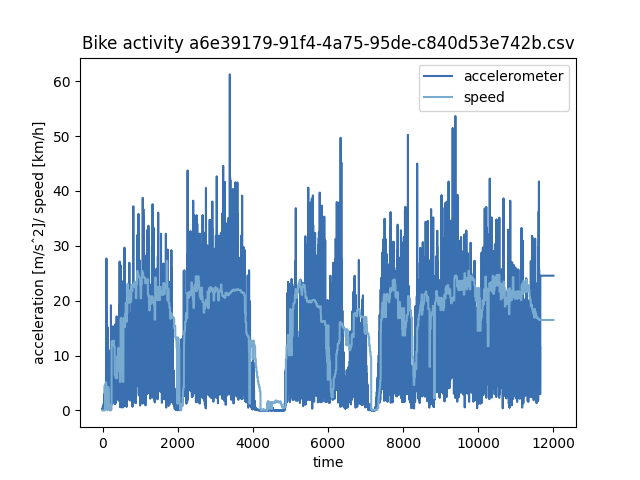 Bike activity a6e39179-91f4-4a75-95de-c840d53e742b.csv
accelerometer
speed
acceleration [m/s^2]/ speed [km/h]
60
50
40
30
20
10
0
0 2000 4000 6000 8000 10000 12000
time